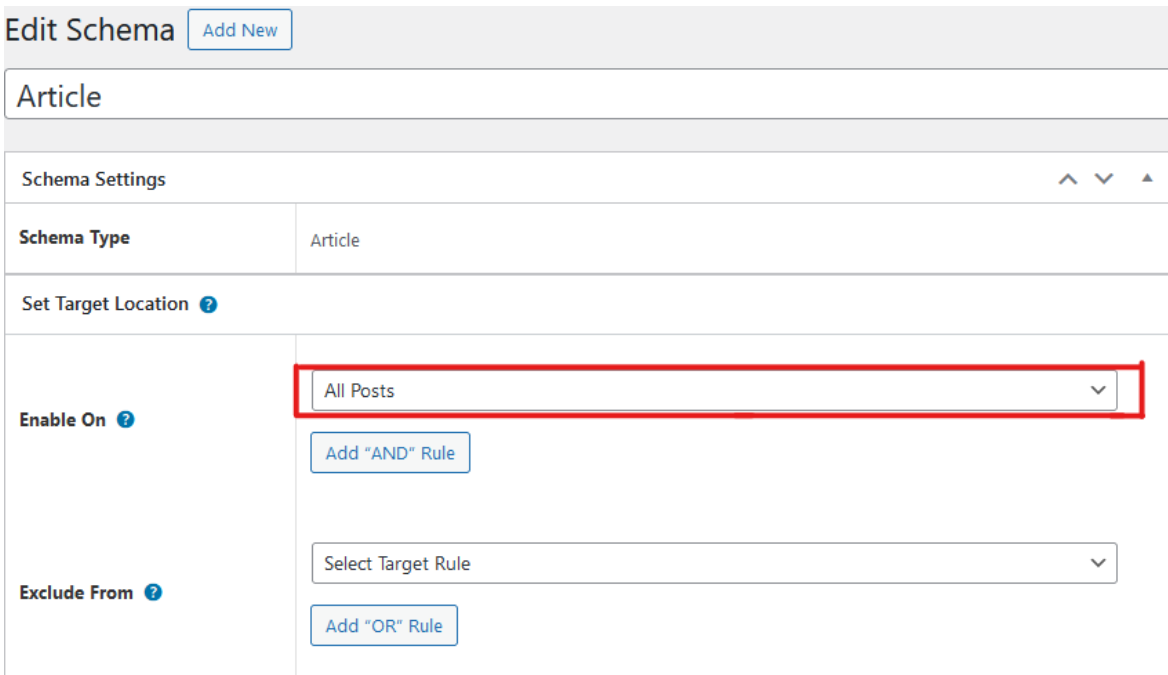 Edit Schema Add New
Article
Schema Settings
Schema Type Article
Set Target Location ?
All Posts
Enable On ?
Add “AND” Rule
Select Target Rule
Exclude From ?
Add “OR” Rule